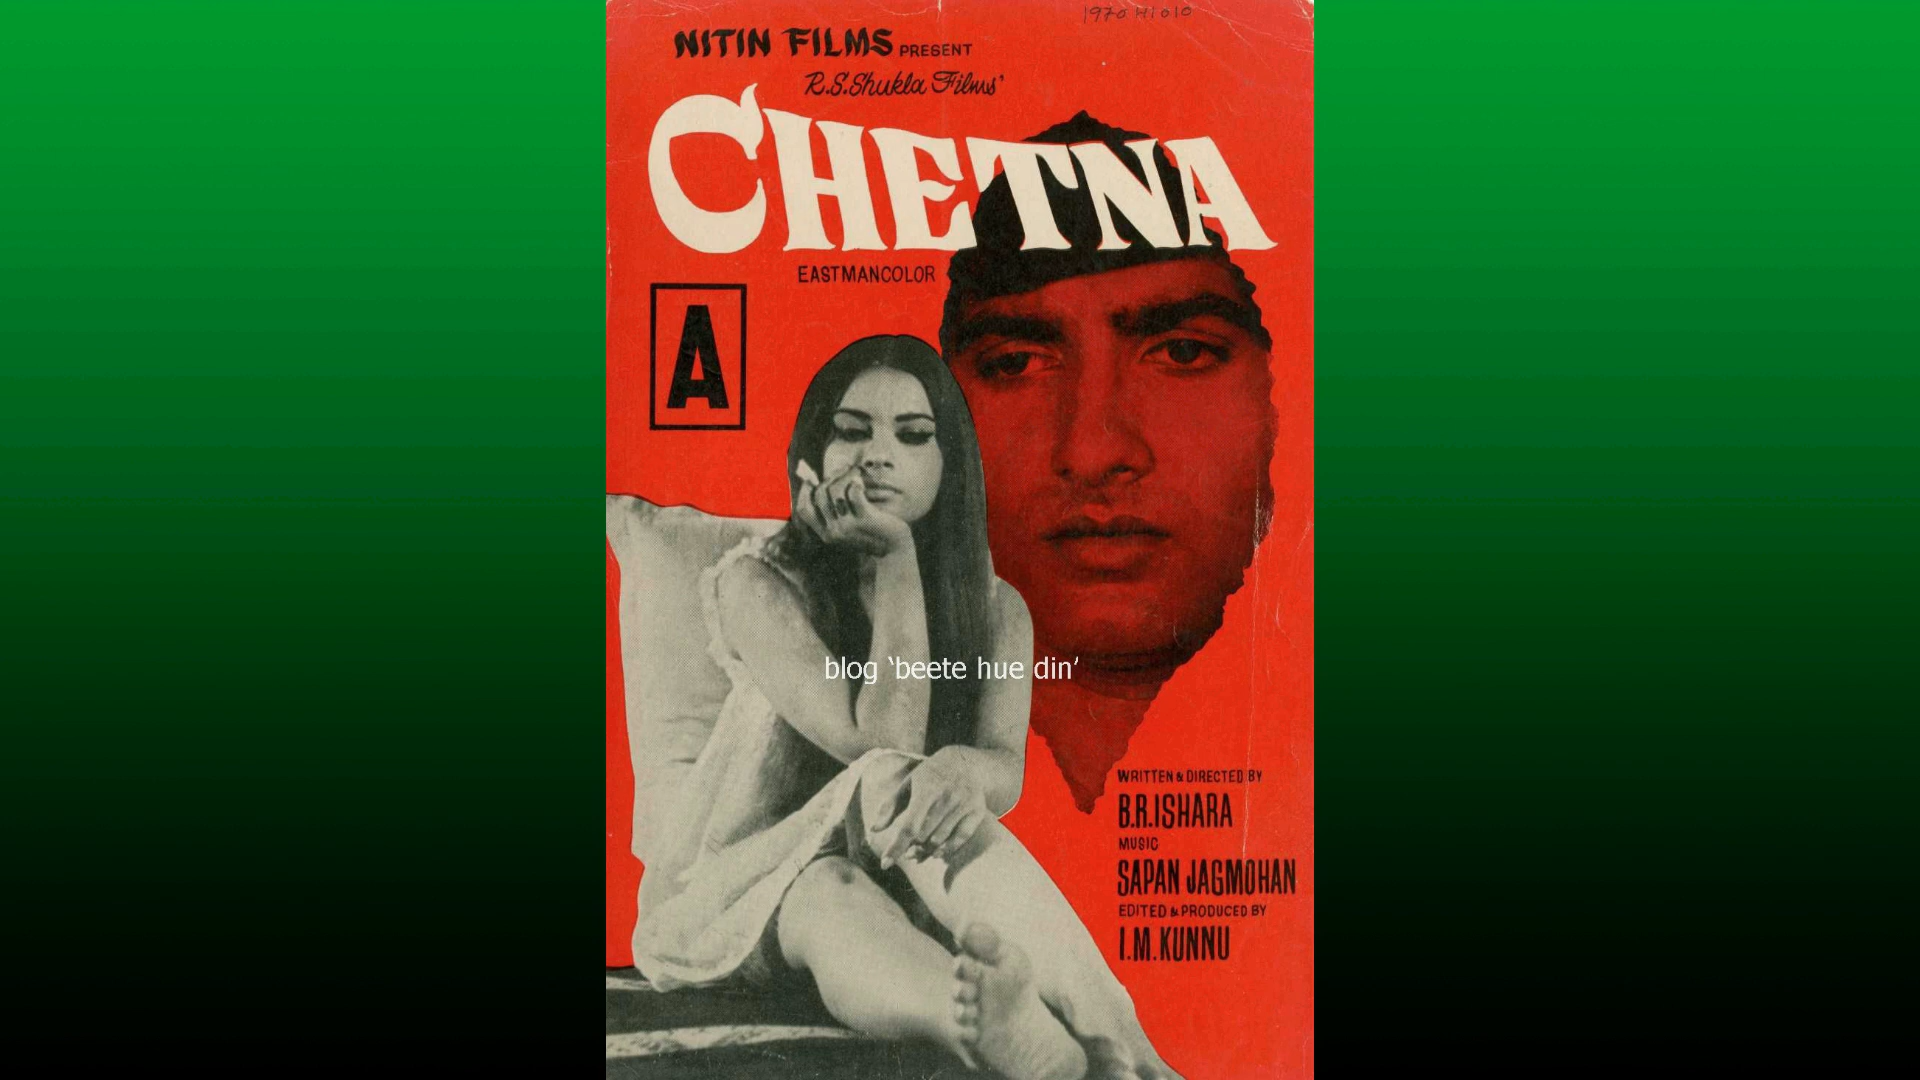 1970 H1010
NITIN FILMS PRESENT
R.S.Shukla Films'
CHETNA
EASTMANCOLOR
A
blog ‘beete hue din’
WRITTEN & DIRECTED BY
B.R.ISHARA
MUSIC
SAPAN JAGMOHAN
EDITED & PRODUCED BY
I.M.KUNNU